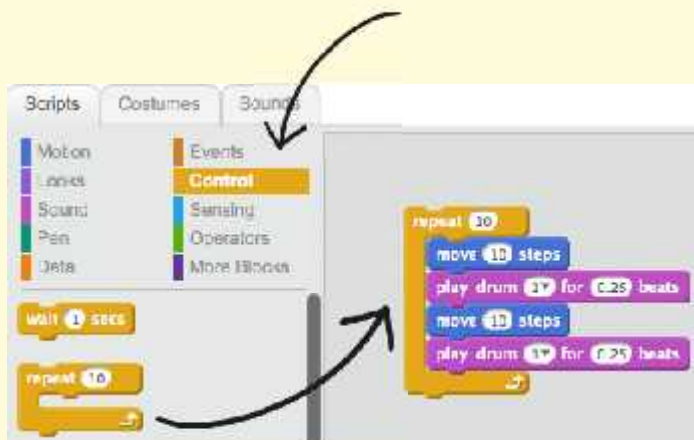 Scripts Costumes Sounds
Motion Events
Looks Control
Sound Sensing
Pen Operators
Data More Blocks
wait 1 secs
repeat 10
repeat 10
move 10 steps
play drum for 0.25 beats
move 10 steps
play drum for 0.25 beats